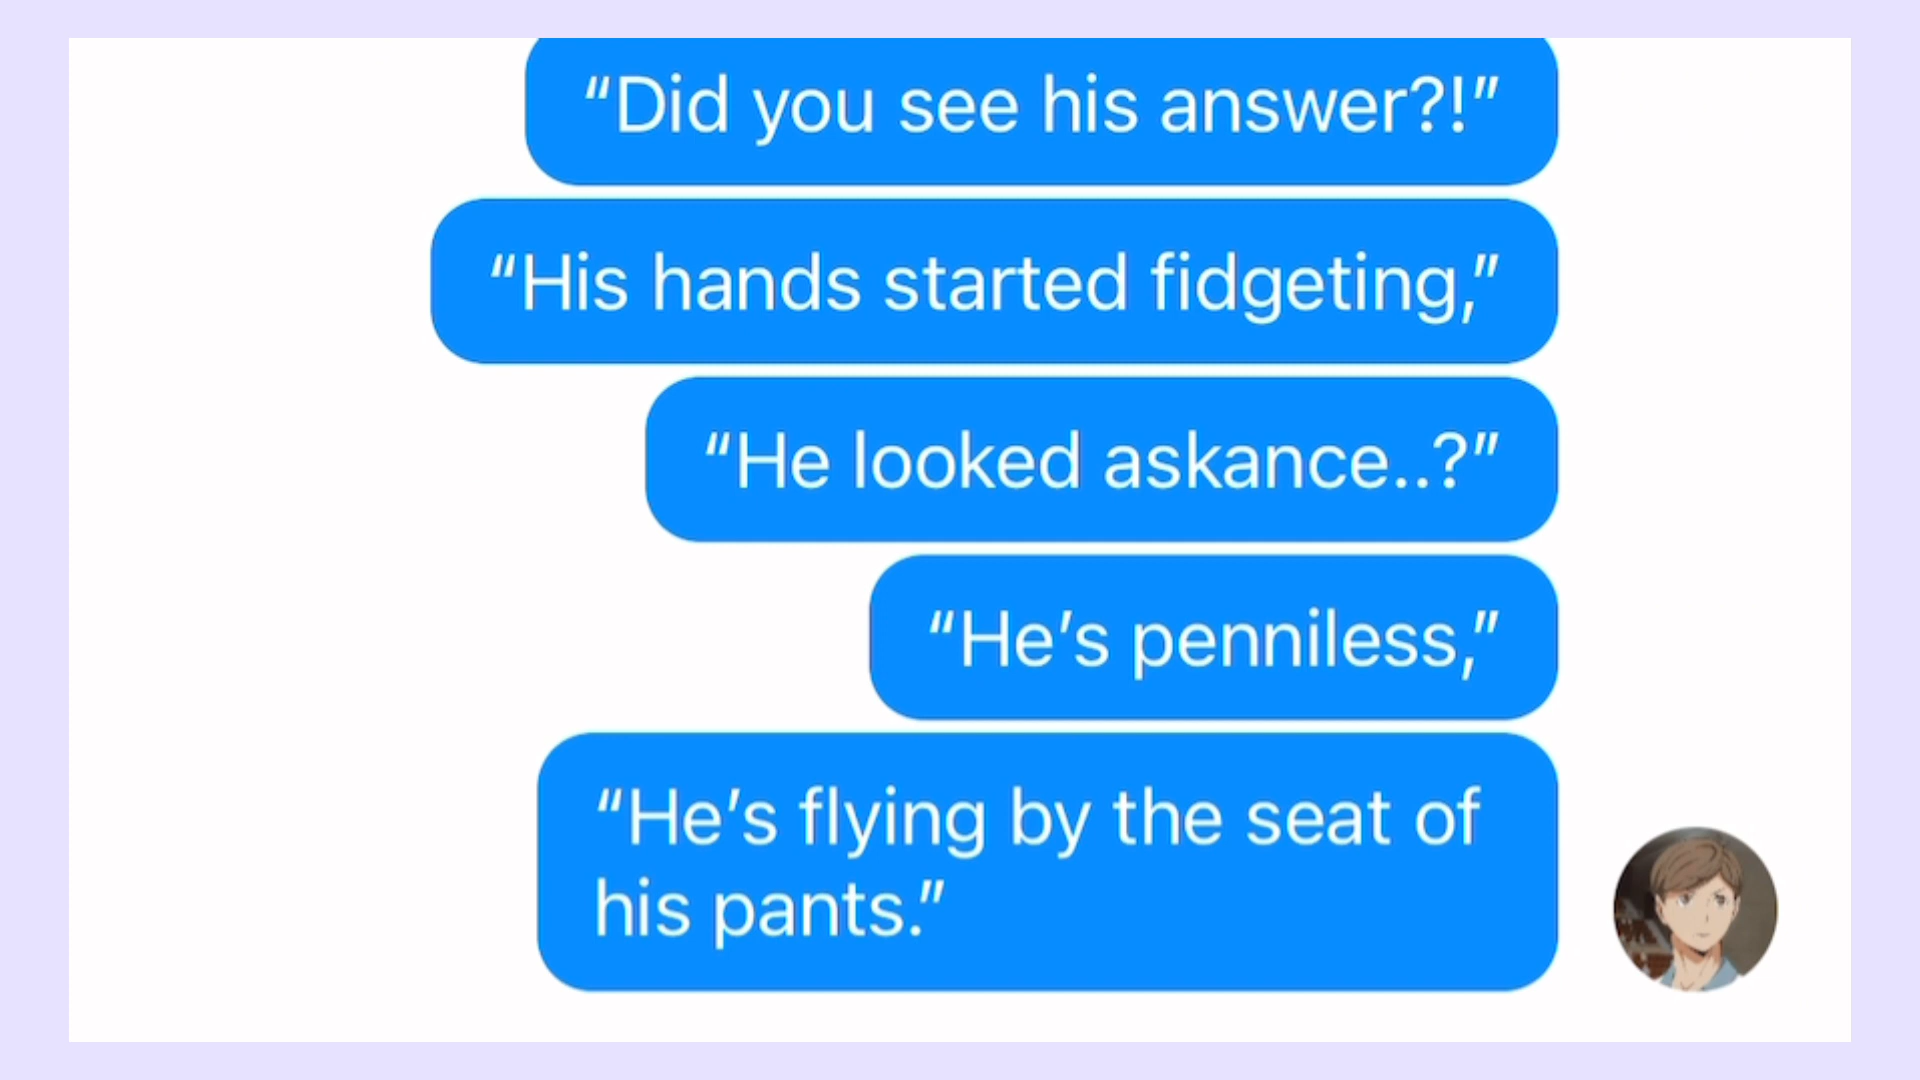 “Did you see his answer?!”
“His hands started fidgeting,”
“He looked askance..?”
“He’s penniless,”
“He’s flying by the seat of
his pants.”